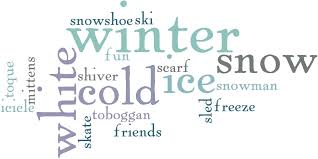 snowshoe ski
winter
fun
snow
toque
mittens
icicle
white
shiver
scarf
cold
ice
snowman
toboggan
sled
freeze
skate
friends